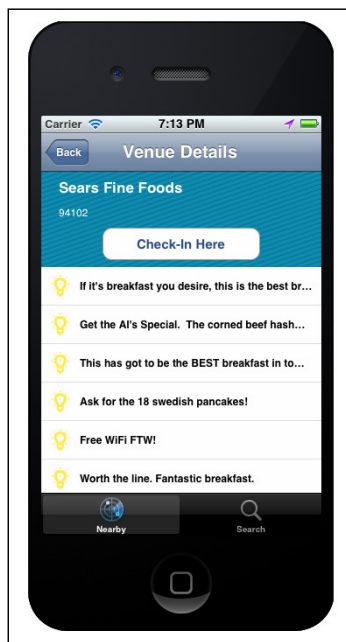 Carrier 7:13 PM
Back Venue Details
Sears Fine Foods
94102
Check-In Here
If it's breakfast you desire, this is the best br...
Get the Al's Special. The corned beef hash...
This has got to be the BEST breakfast in to...
Ask for the 18 swedish pancakes!
Free WiFi FTW!
Worth the line. Fantastic breakfast.
Nearby Search